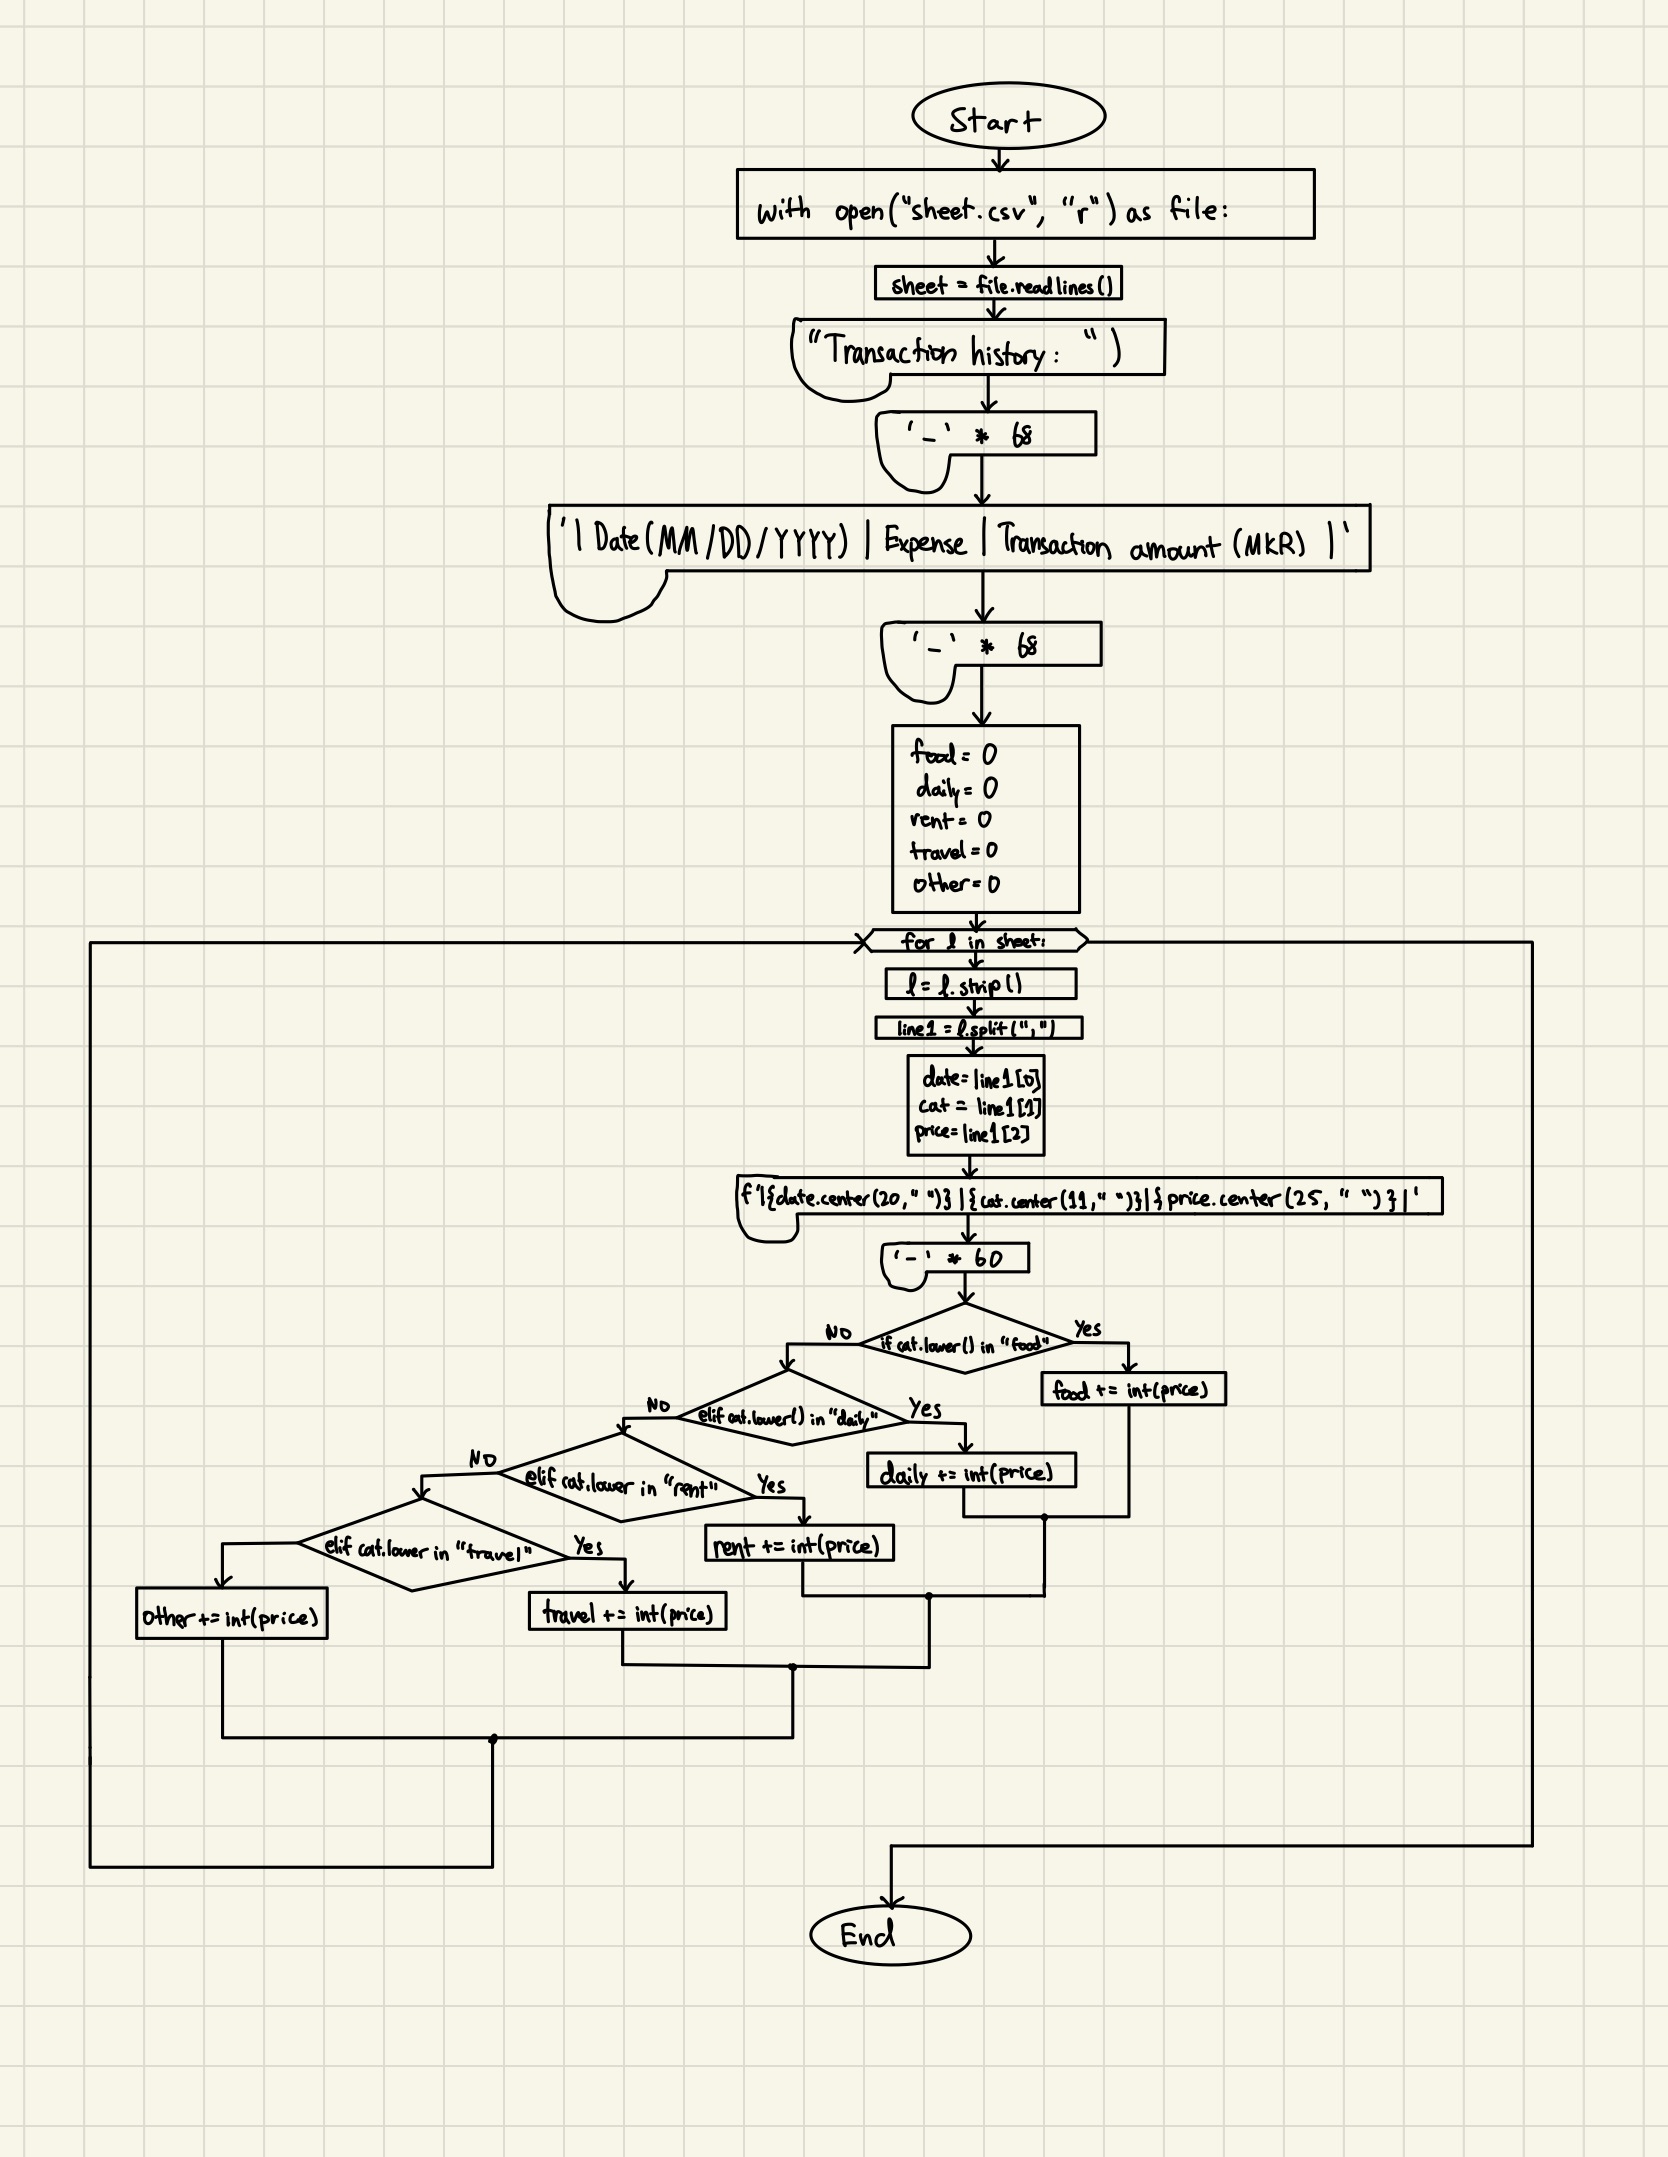 Start
with open("sheet.csv", "r") as file:
sheet = file.readlines()
"Transaction history: ")
'-' * 68
'| Date(MM/DD/YYYY) | Expense | Transaction amount (MKR) |'
'-' * 68
food = 0
daily = 0
rent = 0
travel = 0
other = 0
for l in sheet:
l = l.strip()
line1 = l.split(",")
date = line1[0]
cat = line1[1]
price = line1[2]
f'|{date.center(20," ")}|{cat.center(11," ")}|{price.center(25, " ")}|'
'-' * 60
NO
if cat.lower() in "food"
Yes
food += int(price)
NO
elif cat.lower() in "daily"
Yes
daily += int(price)
NO
elif cat.lower in "rent"
Yes
rent += int(price)
elif cat.lower in "travel"
Yes
other += int(price)
travel += int(price)
End